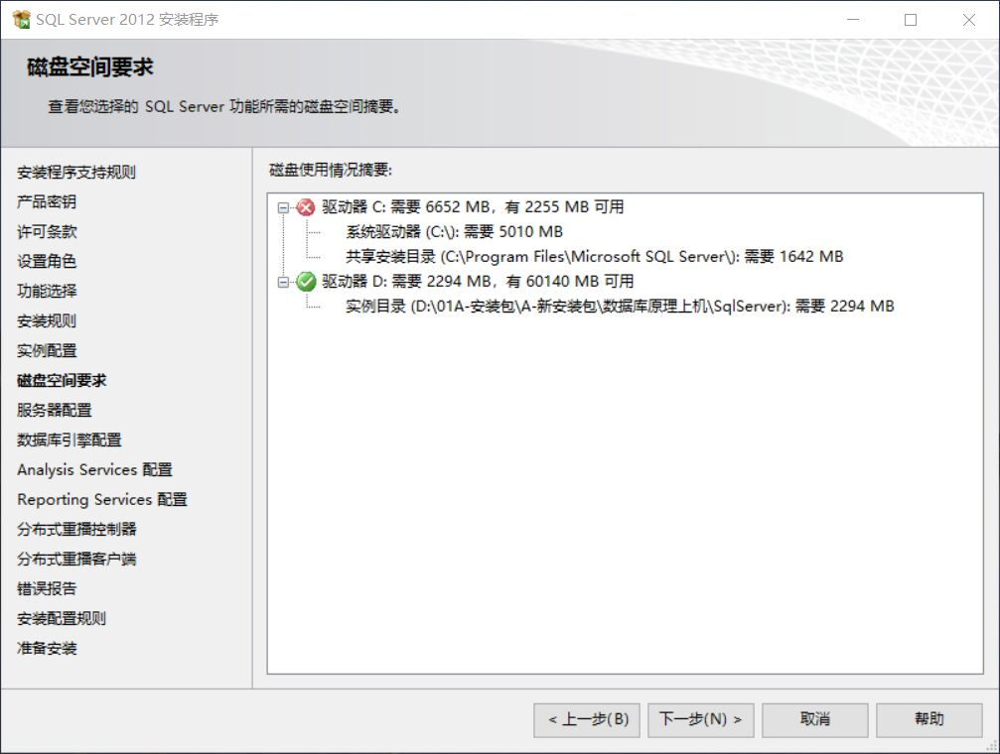 SQL Server 2012 安装程序
磁盘空间要求
查看您选择的 SQL Server 功能所需的磁盘空间摘要。
安装程序支持规则
产品密钥
许可条款
设置角色
功能选择
安装规则
实例配置
磁盘空间要求
服务器配置
数据库引擎配置
Analysis Services 配置
Reporting Services 配置
分布式重播控制器
分布式重播客户端
错误报告
安装配置规则
准备安装
磁盘使用情况摘要:
驱动器 C: 需要 6652 MB，有 2255 MB 可用
系统驱动器 (C:\): 需要 5010 MB
共享安装目录 (C:\Program Files\Microsoft SQL Server\): 需要 1642 MB
驱动器 D: 需要 2294 MB，有 60140 MB 可用
实例目录 (D:\01A-安装包\A-新安装包\数据库原理上机\SqlServer): 需要 2294 MB
< 上一步(B)
下一步(N) >
取消
帮助